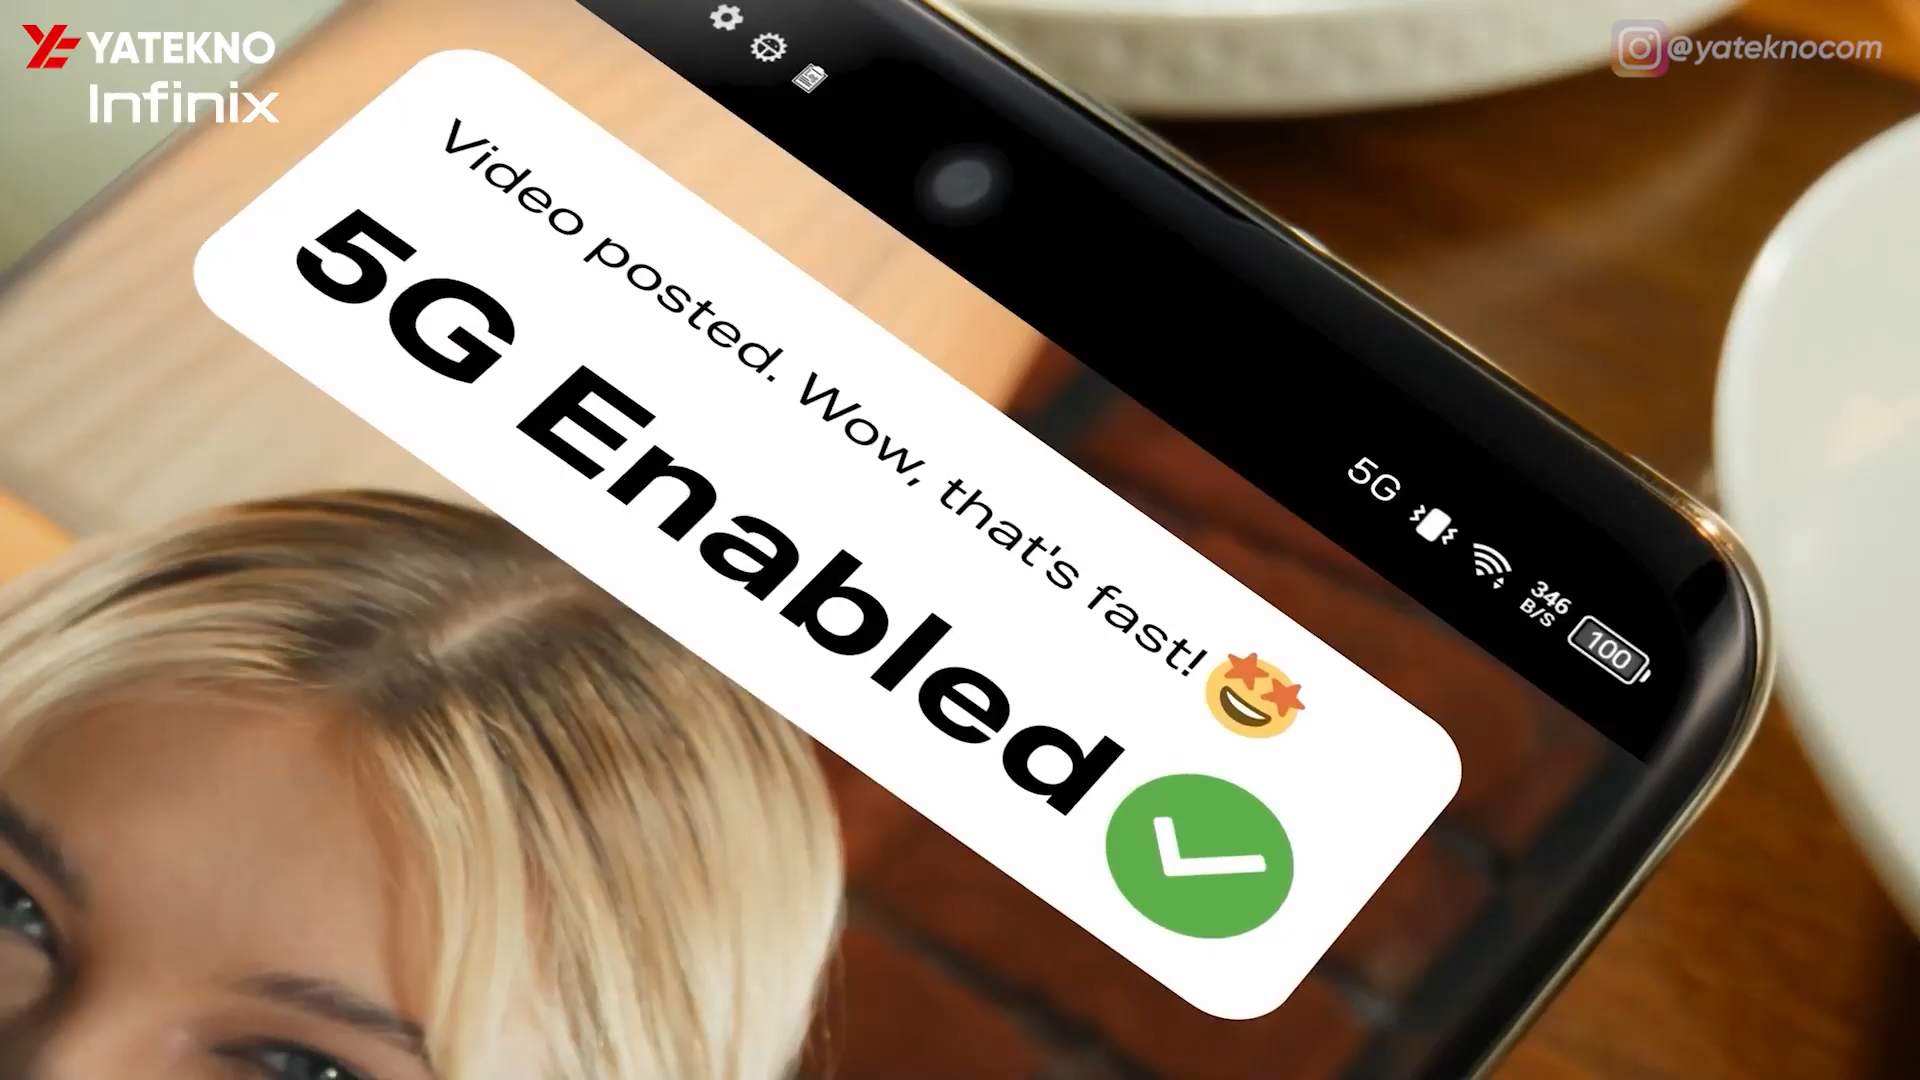 YATEKNO
Infinix
@yateknocom
Video posted. Wow, that's fast! 🤩
5G Enabled
5G
346
B/S
100